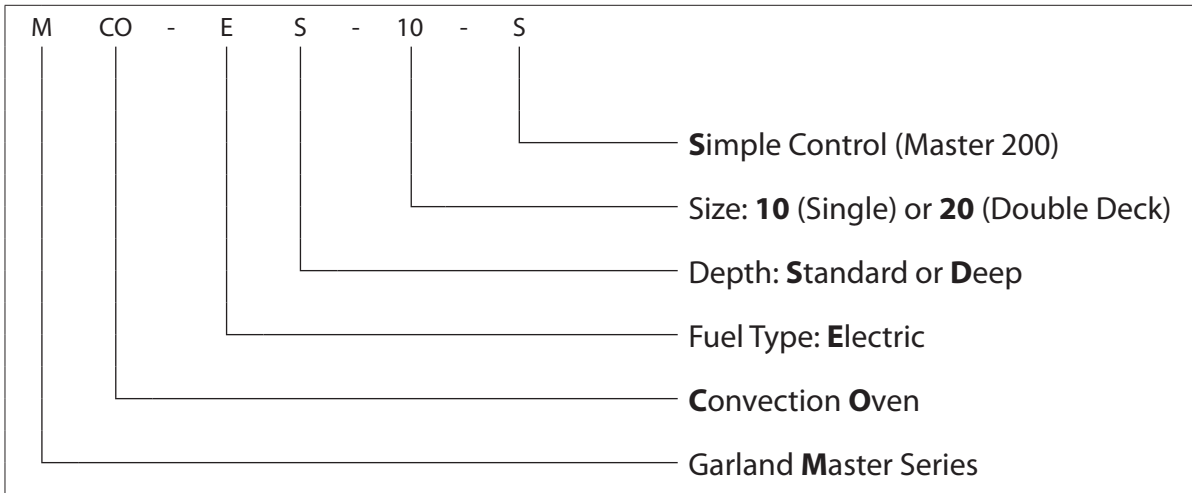 M CO - E S - 10 - S
Simple Control (Master 200)
Size: 10 (Single) or 20 (Double Deck)
Depth: Standard or Deep
Fuel Type: Electric
Convection Oven
Garland Master Series